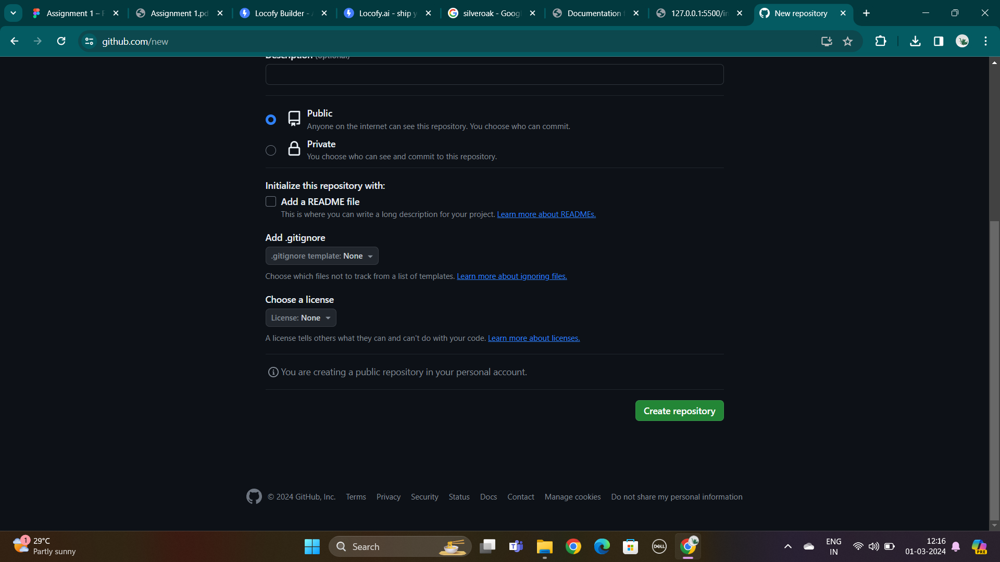 Assignment 1 –
Assignment 1.pd
Locofy Builder -
Locofy.ai - ship y
silveroak - Goog
Documentation
127.0.0.1:5500/in
New repository
github.com/new
Description (optional)
Public
Anyone on the internet can see this repository. You choose who can commit.
Private
You choose who can see and commit to this repository.
Initialize this repository with:
Add a README file
This is where you can write a long description for your project. Learn more about READMEs.
Add .gitignore
.gitignore template: None
Choose which files not to track from a list of templates. Learn more about ignoring files.
Choose a license
License: None
A license tells others what they can and can't do with your code. Learn more about licenses.
You are creating a public repository in your personal account.
Create repository
© 2024 GitHub, Inc. Terms Privacy Security Status Docs Contact Manage cookies Do not share my personal information
1
29°C
Partly sunny
Search
T
DELL
ENG
IN
12:16
01-03-2024
PRE